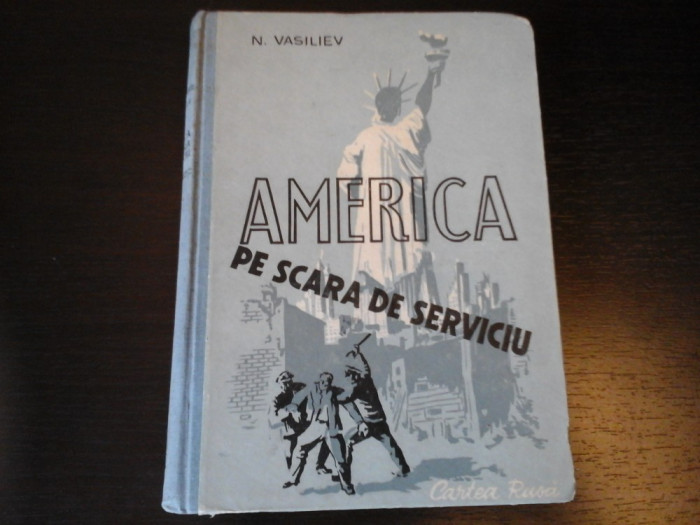 N. VASILIEV
AMERICA
PE SCARA DE SERVICIU
Cartea Rusă